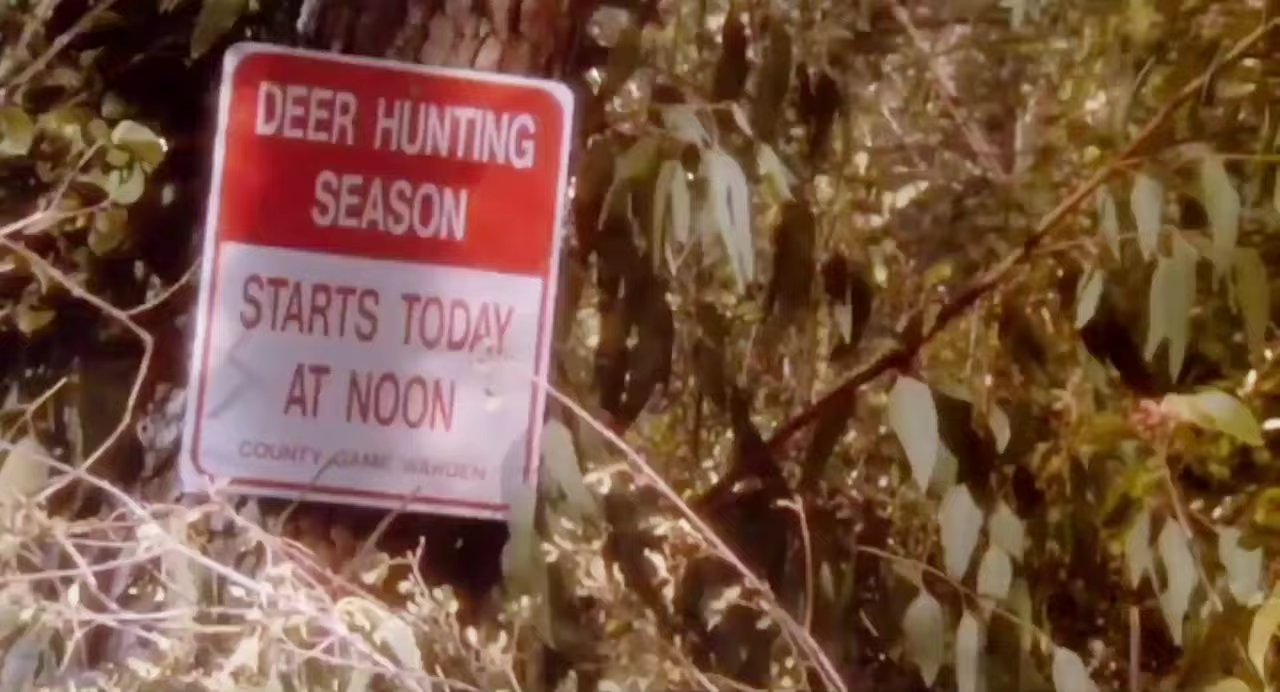 DEER HUNTING
SEASON
STARTS TODAY
AT NOON
COUNTY GAME WARDEN